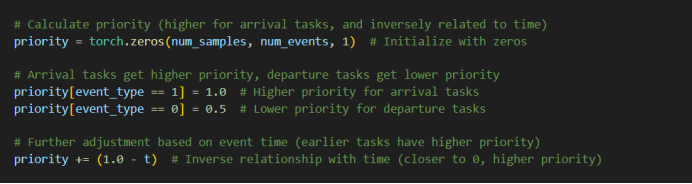 # Calculate priority (higher for arrival tasks, and inversely related to time)
priority = torch.zeros(num_samples, num_events, 1)  # Initialize with zeros
# Arrival tasks get higher priority, departure tasks get lower priority
priority[event_type == 1] = 1.0  # Higher priority for arrival tasks
priority[event_type == 0] = 0.5  # Lower priority for departure tasks
# Further adjustment based on event time (earlier tasks have higher priority)
priority += (1.0 - t)  # Inverse relationship with time (closer to 0, higher priority)